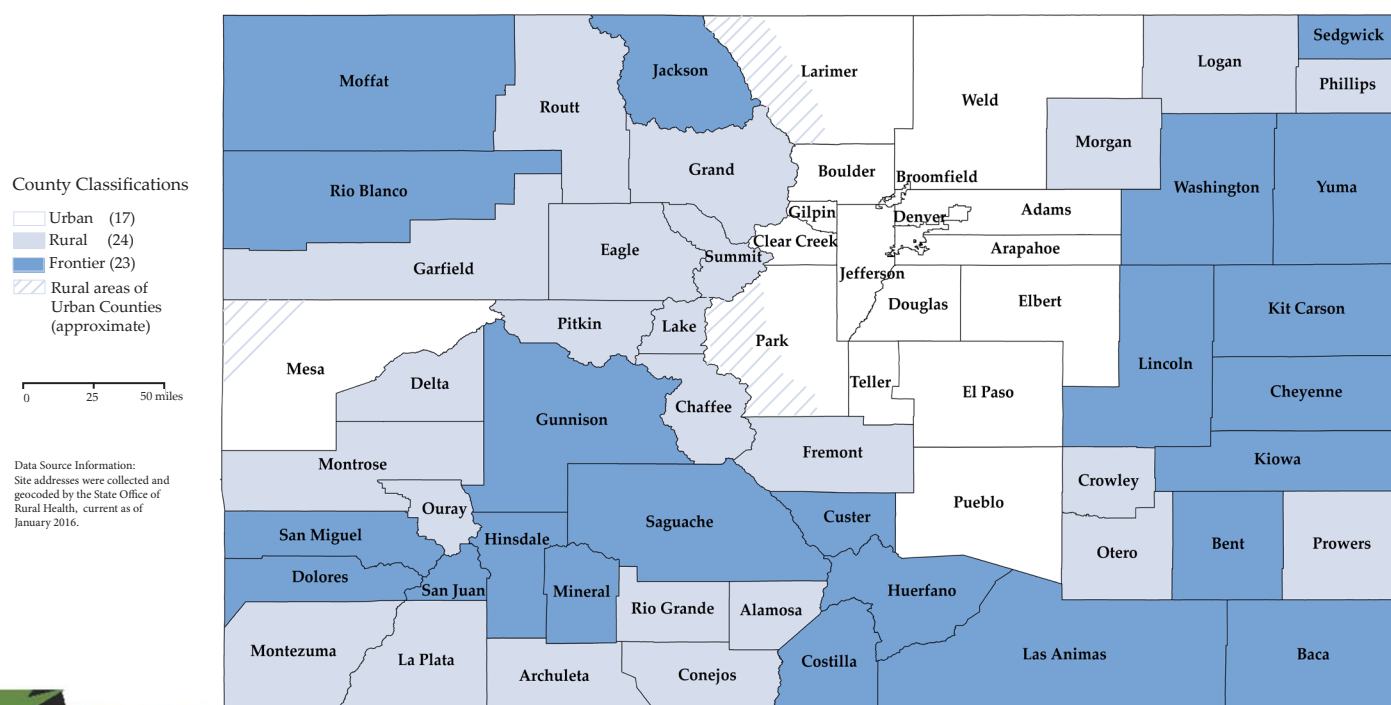 County Classifications
Urban (17)
Rural (24)
Frontier (23)
Rural areas of
Urban Counties
(approximate)
0 25 50 miles
Data Source Information:
Site addresses were collected and
geocoded by the State Office of
Rural Health, current as of
January 2016.
Moffat
Jackson
Routt
Larimer
Weld
Logan
Sedgwick
Phillips
Morgan
Rio Blanco
Grand
Boulder
Broomfield
Washington
Yuma
Gilpin
Denver
Adams
Clear Creek
Arapahoe
Garfield
Eagle
Summit
Jefferson
Douglas
Elbert
Kit Carson
Pitkin
Lake
Park
Mesa
Delta
Teller
El Paso
Lincoln
Cheyenne
Gunnison
Chaffee
Montrose
Fremont
Kiowa
Crowley
Ouray
Pueblo
Saguache
Custer
San Miguel
Hinsdale
Otero
Bent
Prowers
Dolores
San Juan
Mineral
Rio Grande
Alamosa
Huerfano
Montezuma
La Plata
Archuleta
Conejos
Costilla
Las Animas
Baca